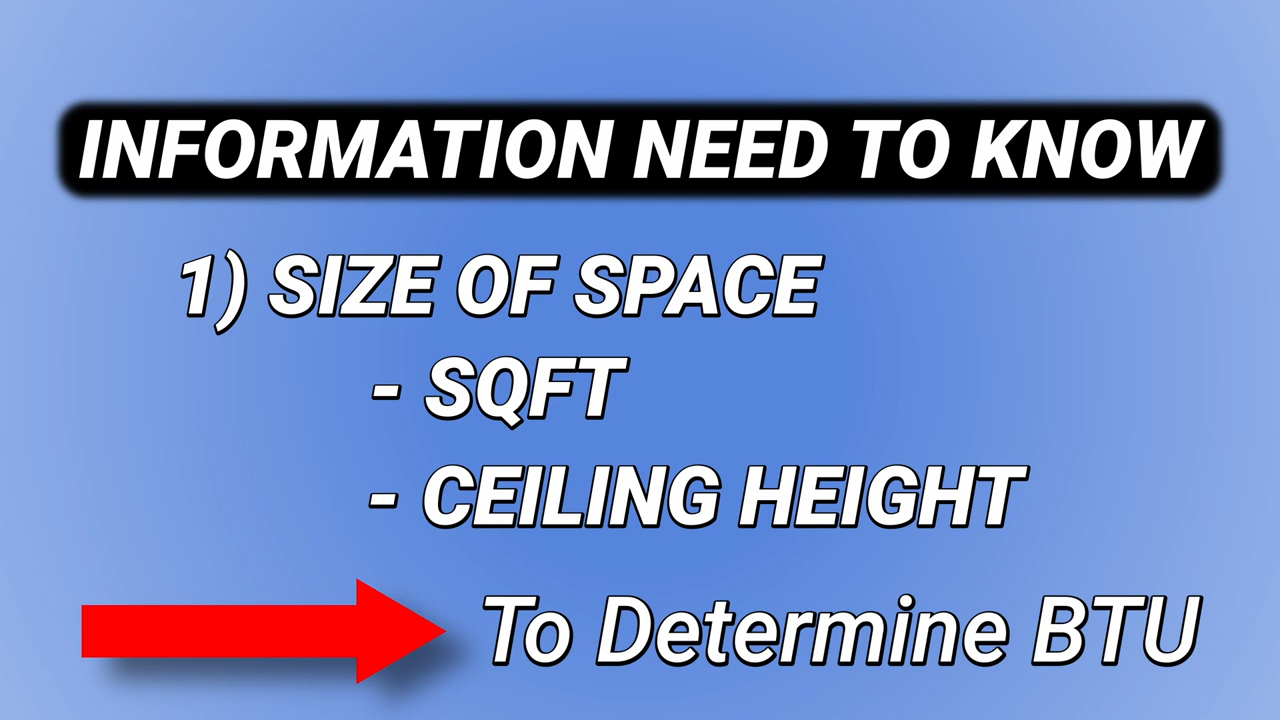 INFORMATION NEED TO KNOW
1) SIZE OF SPACE
- SQFT
- CEILING HEIGHT
To Determine BTU